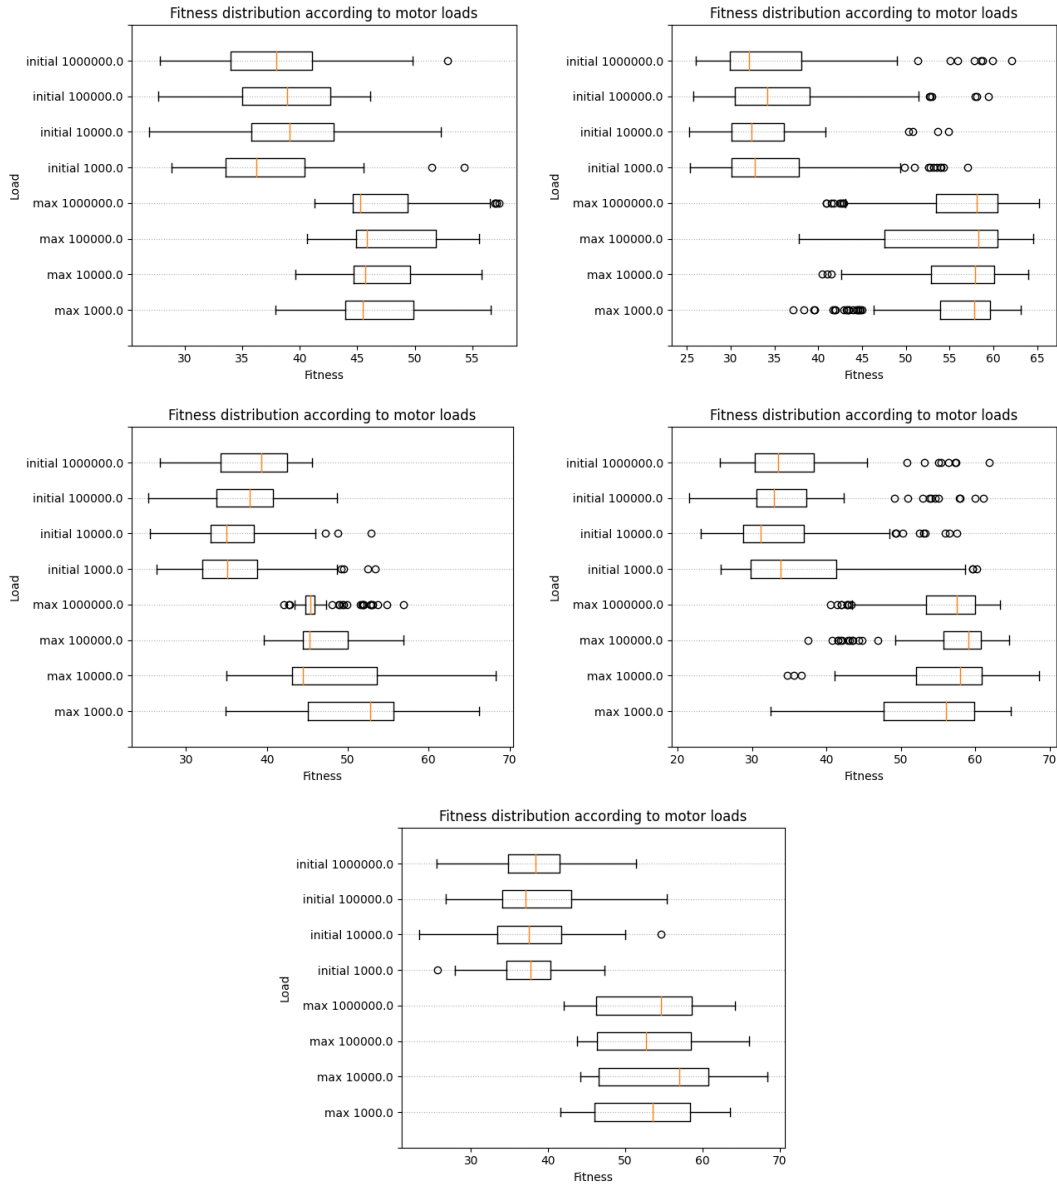 Fitness distribution according to motor loads
initial 1000000.0
initial 100000.0
initial 10000.0
initial 1000.0
max 1000000.0
max 100000.0
max 10000.0
max 1000.0
Load
30 35 40 45 50 55
Fitness
Fitness distribution according to motor loads
initial 1000000.0
initial 100000.0
initial 10000.0
initial 1000.0
max 1000000.0
max 100000.0
max 10000.0
max 1000.0
Load
25 30 35 40 45 50 55 60 65
Fitness
Fitness distribution according to motor loads
initial 1000000.0
initial 100000.0
initial 10000.0
initial 1000.0
max 1000000.0
max 100000.0
max 10000.0
max 1000.0
Load
30 40 50 60 70
Fitness
Fitness distribution according to motor loads
initial 1000000.0
initial 100000.0
initial 10000.0
initial 1000.0
max 1000000.0
max 100000.0
max 10000.0
max 1000.0
Load
20 30 40 50 60 70
Fitness
Fitness distribution according to motor loads
initial 1000000.0
initial 100000.0
initial 10000.0
initial 1000.0
max 1000000.0
max 100000.0
max 10000.0
max 1000.0
Load
30 40 50 60 70
Fitness